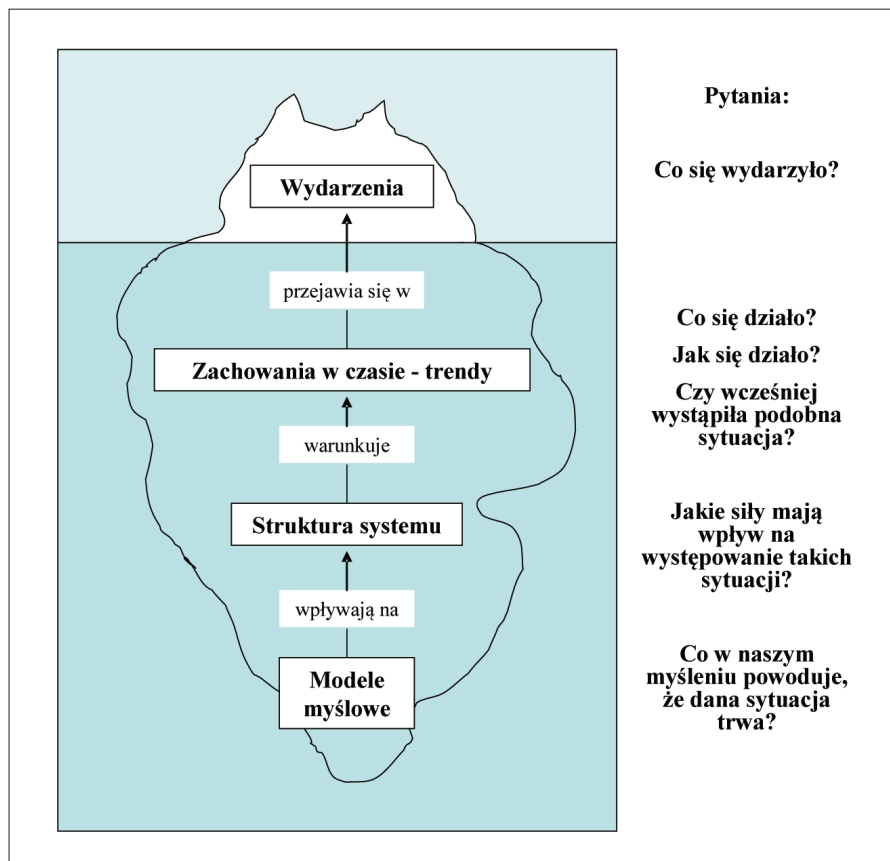 Pytania:
Wydarzenia
Co się wydarzyło?
przejawia się w
Co się działo?
Zachowania w czasie - trendy
Jak się działo?
Czy wcześniej
wystąpiła podobna
sytuacja?
warunkuje
Struktura systemu
Jakie siły mają
wpływ na
występowanie takich
sytuacji?
wpływają na
Modele
myślowe
Co w naszym
myśleniu powoduje,
że dana sytuacja
trwa?